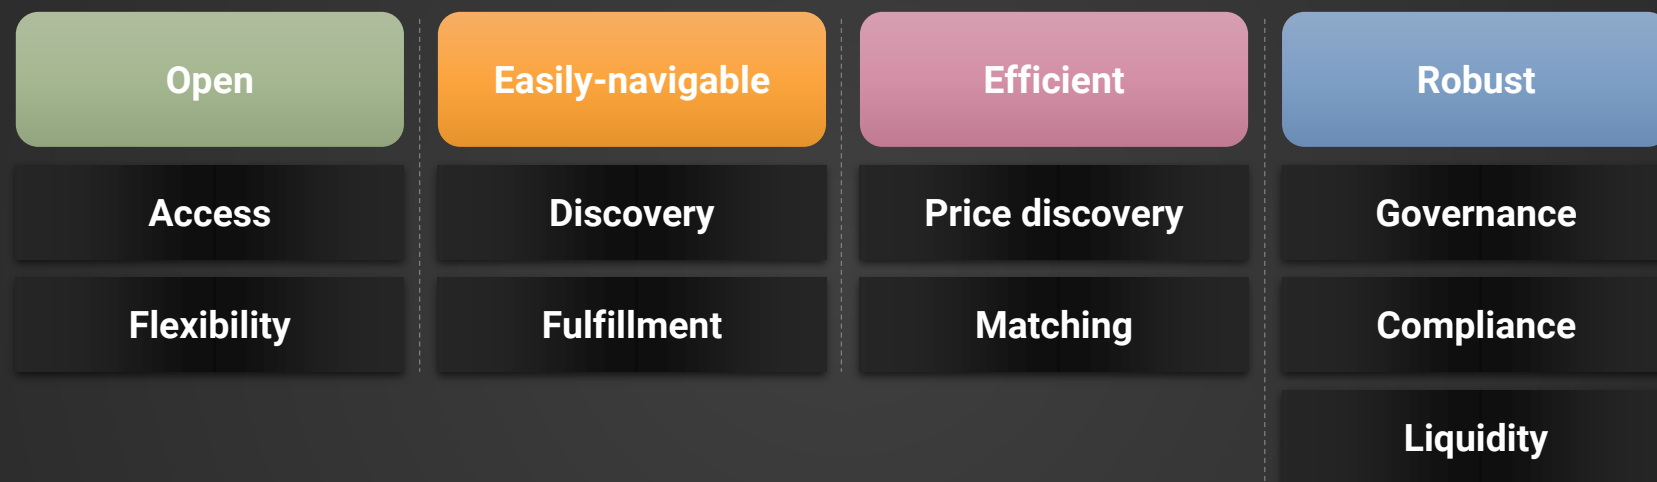 Open
Easily-navigable
Efficient
Robust
Access
Discovery
Price discovery
Governance
Flexibility
Fulfillment
Matching
Compliance
Liquidity